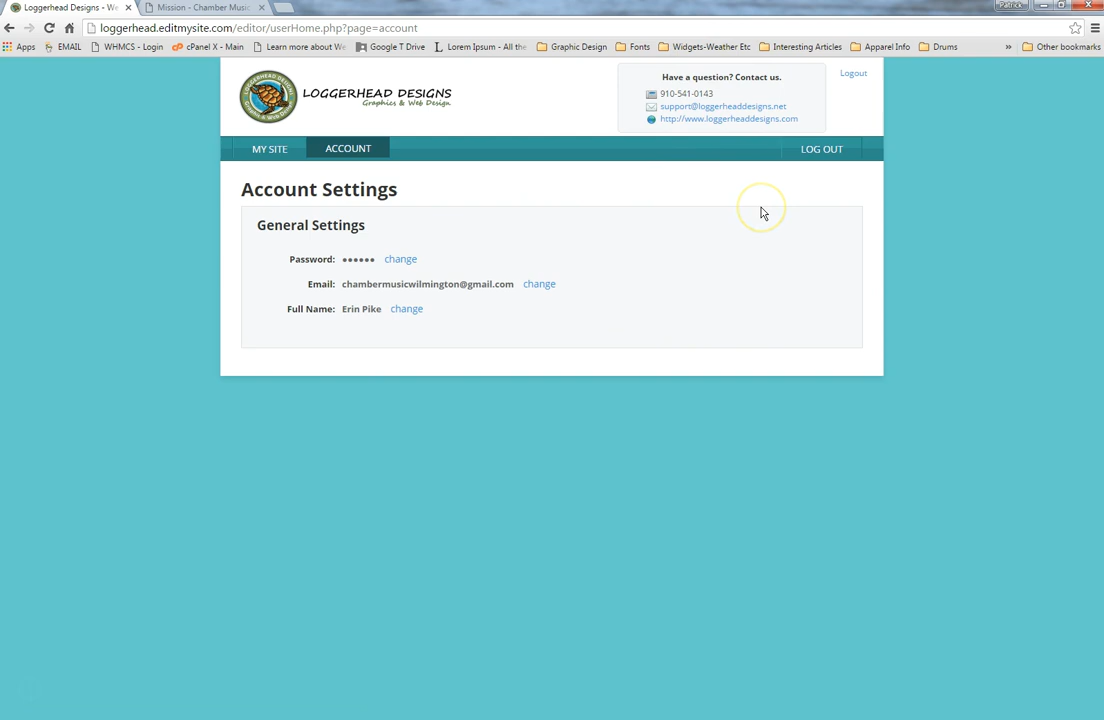 Loggerhead Designs - We
Mission - Chamber Music
Patrick
loggerhead.editmysite.com/editor/userHome.php?page=account
Apps EMAIL WHMCS - Login cPanel X - Main Learn more about We Google T Drive Lorem Ipsum - All the Graphic Design Fonts Widgets-Weather Etc Interesting Articles Apparel Info Drums » Other bookmarks
LOGGERHEAD DESIGNS
Graphics & Web Design
Have a question? Contact us.
910-541-0143
support@loggerheaddesigns.net
http://www.loggerheaddesigns.com
Logout
MY SITE ACCOUNT LOG OUT
Account Settings
General Settings
Password: •••••• change
Email: chambermusicwilmington@gmail.com change
Full Name: Erin Pike change